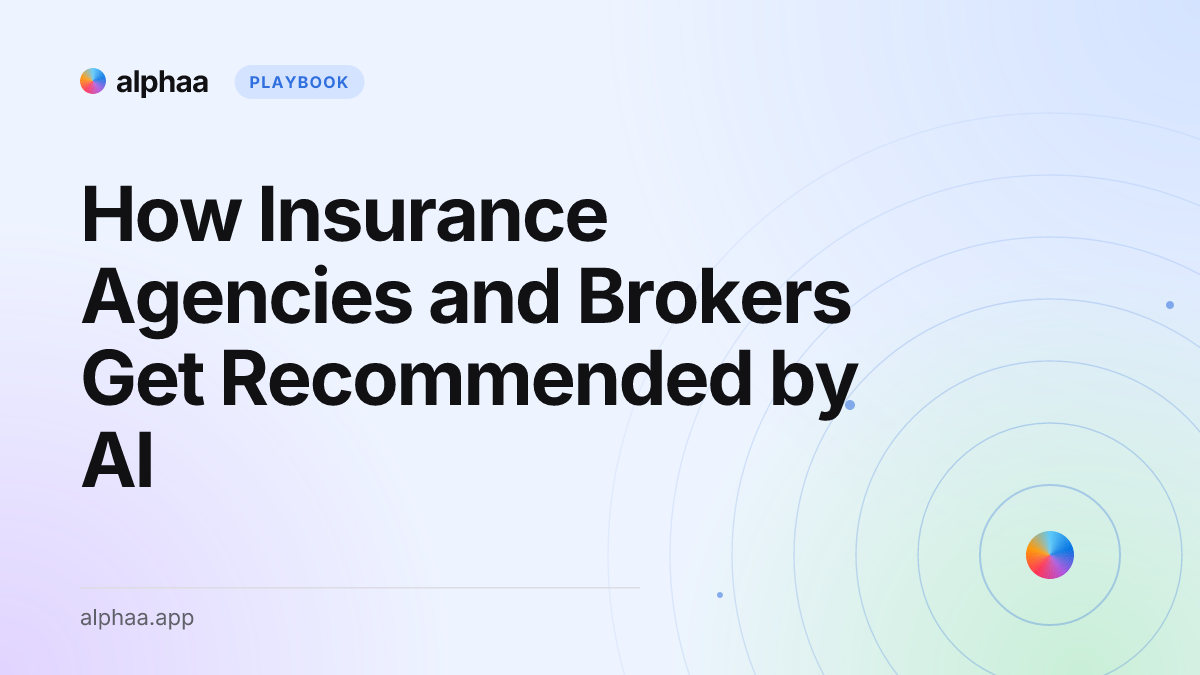 alphaa PLAYBOOK
How Insurance
Agencies and Brokers
Get Recommended by
AI
alphaa.app